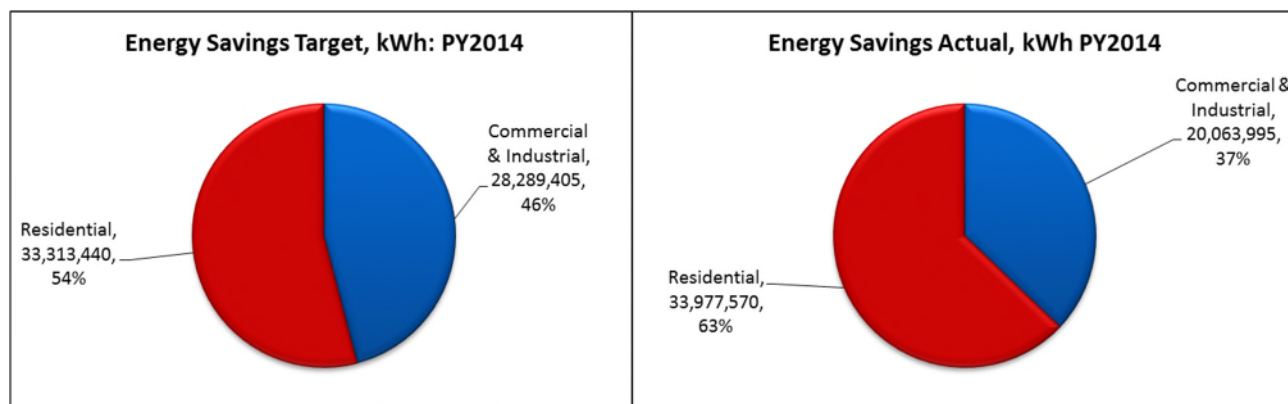 Energy Savings Target, kWh: PY2014
Commercial
& Industrial,
28,289,405,
46%
Residential,
33,313,440,
54%
Energy Savings Actual, kWh PY2014
Commercial &
Industrial,
20,063,995,
37%
Residential,
33,977,570,
63%